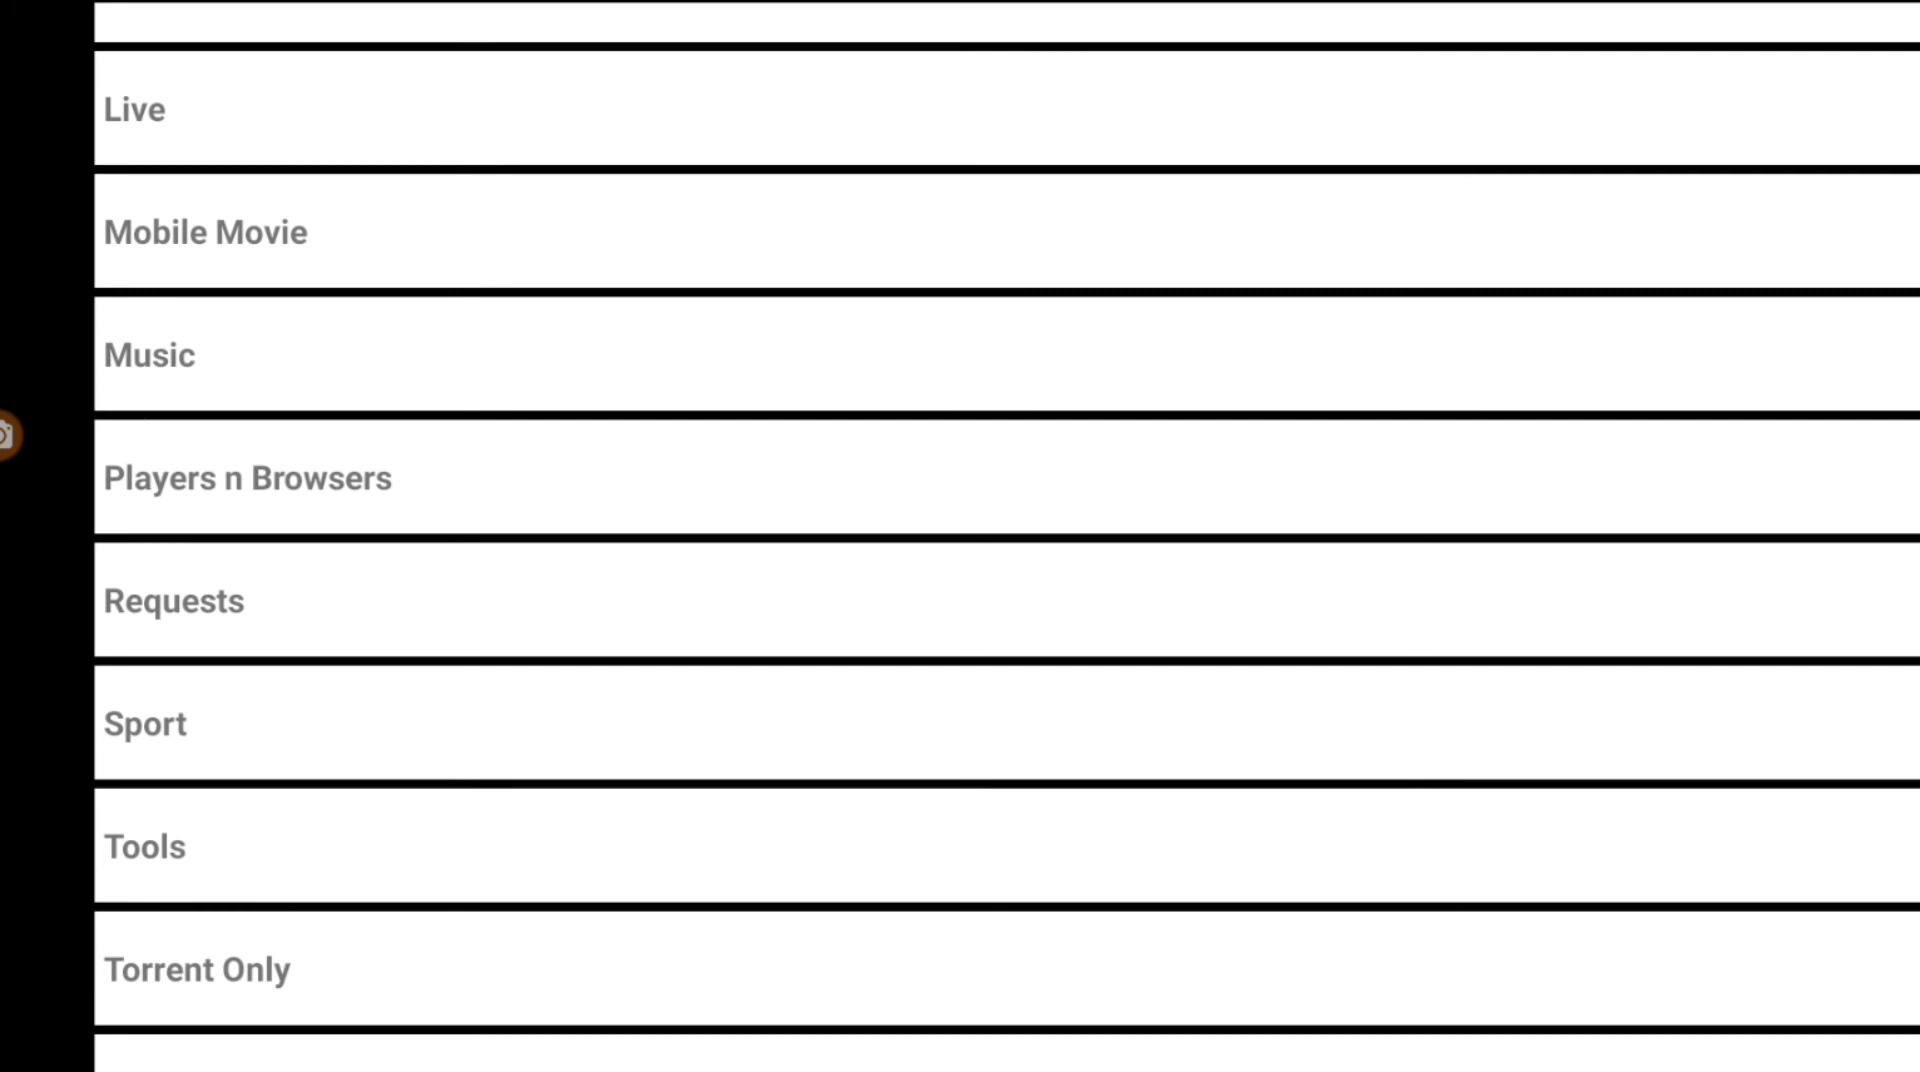 Live
Mobile Movie
Music
Players n Browsers
Requests
Sport
Tools
Torrent Only